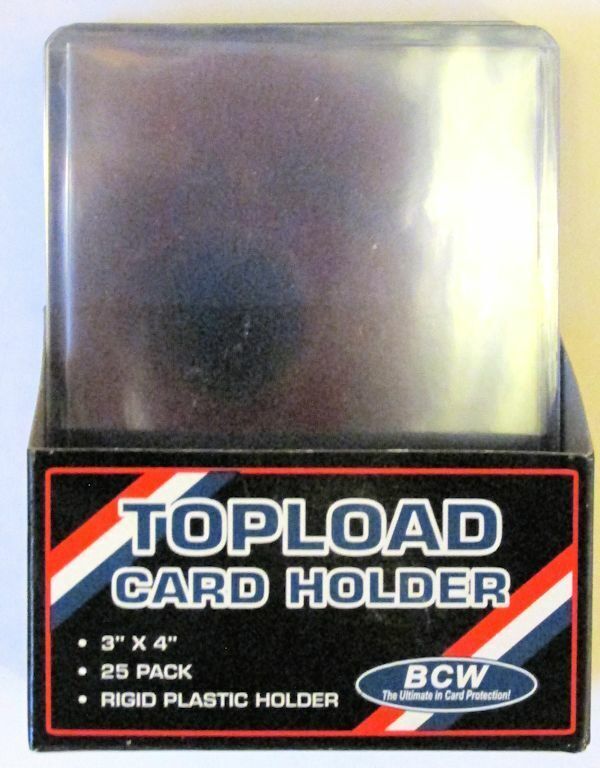 TOPLOAD
CARD HOLDER
• 3" X 4"
• 25 PACK
• RIGID PLASTIC HOLDER
BCW
The Ultimate in Card Protection!